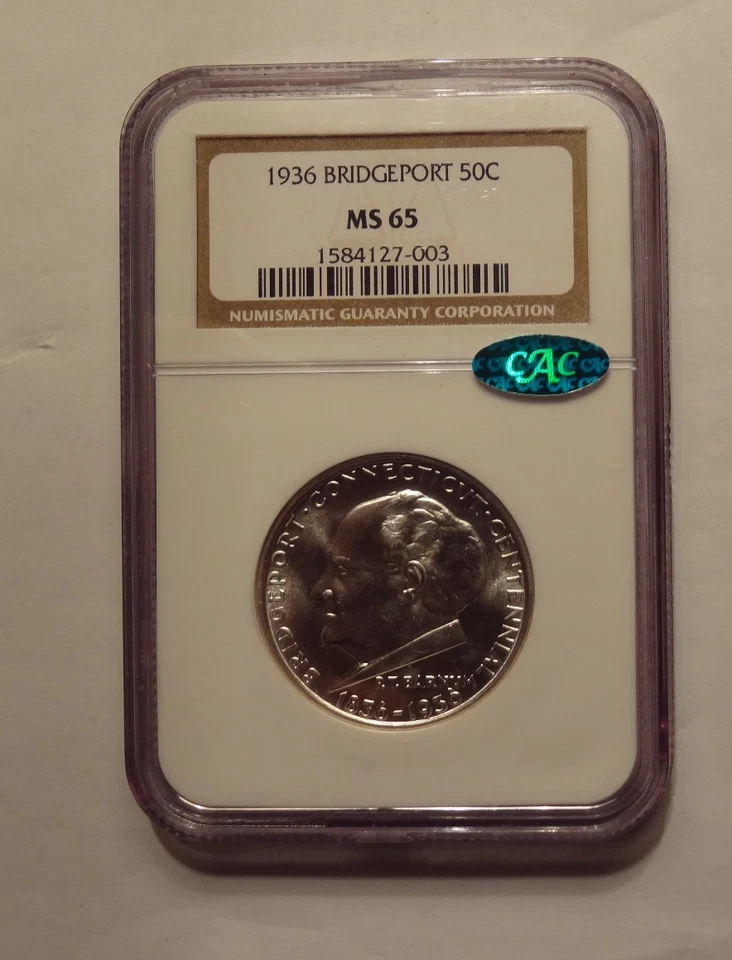 1936 BRIDGEPORT 50C
MS 65
1584127-003
NUMISMATIC GUARANTY CORPORATION
CAC
BRIDGEPORT · CONNECTICUT · CENTENNIAL
P.T. BARNUM
1836-1936